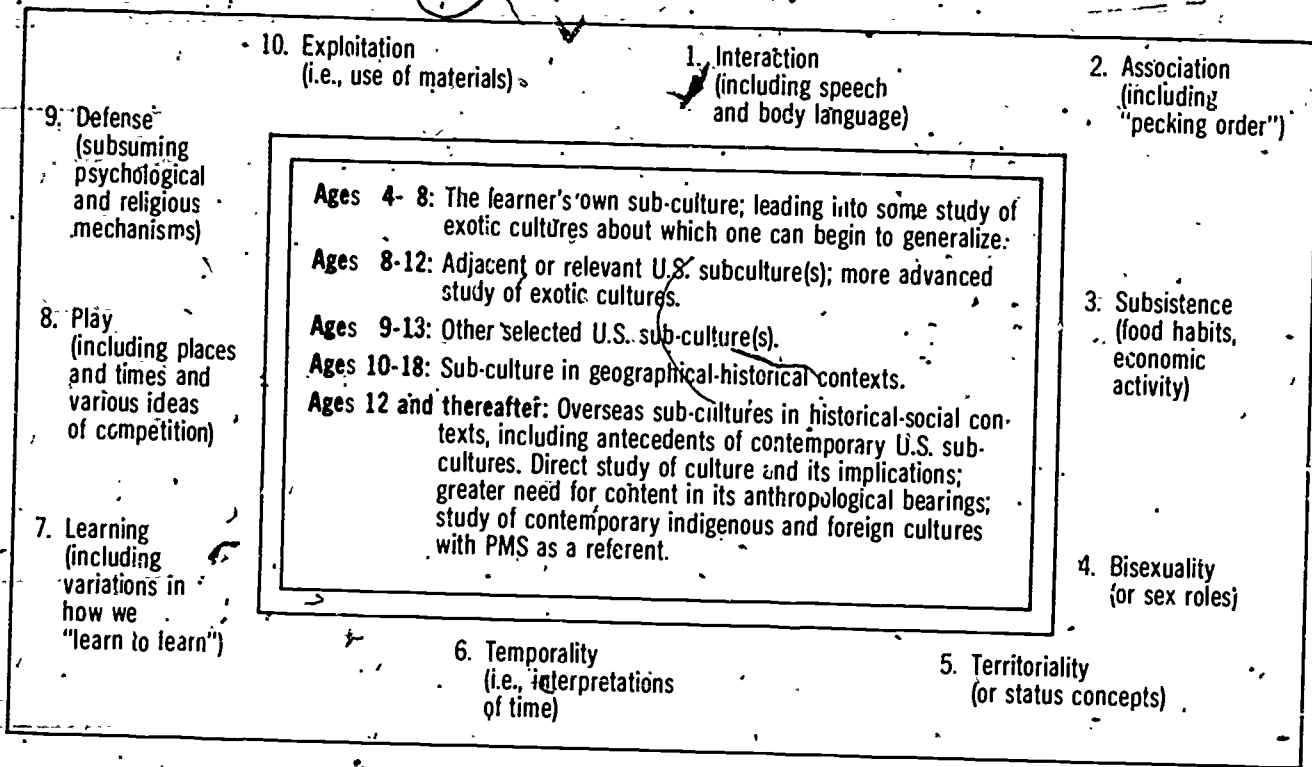 10. Exploitation
(i.e., use of materials)
1. Interaction
(including speech
and body language)
2. Association
(including
"pecking order")
9. Defense
(subsuming
psychological
and religious
mechanisms)
Ages 4- 8: The learner's own sub-culture; leading into some study of
exotic cultures about which one can begin to generalize.
Ages 8-12: Adjacent or relevant U.S. subculture(s); more advanced
study of exotic cultures.
Ages 9-13: Other selected U.S. sub-culture(s).
Ages 10-18: Sub-culture in geographical-historical contexts.
Ages 12 and thereafter: Overseas sub-cultures in historical-social con-
texts, including antecedents of contemporary U.S. sub-
cultures. Direct study of culture and its implications;
greater need for content in its anthropological bearings;
study of contemporary indigenous and foreign cultures
with PMS as a referent.
3. Subsistence
(food habits,
economic
activity)
8. Play
(including places
and times and
various ideas
of competition)
4. Bisexuality
(or sex roles)
7. Learning
(including
variations in
how we
"learn to learn")
6. Temporality
(i.e., interpretations
of time)
5. Territoriality
(or status concepts)